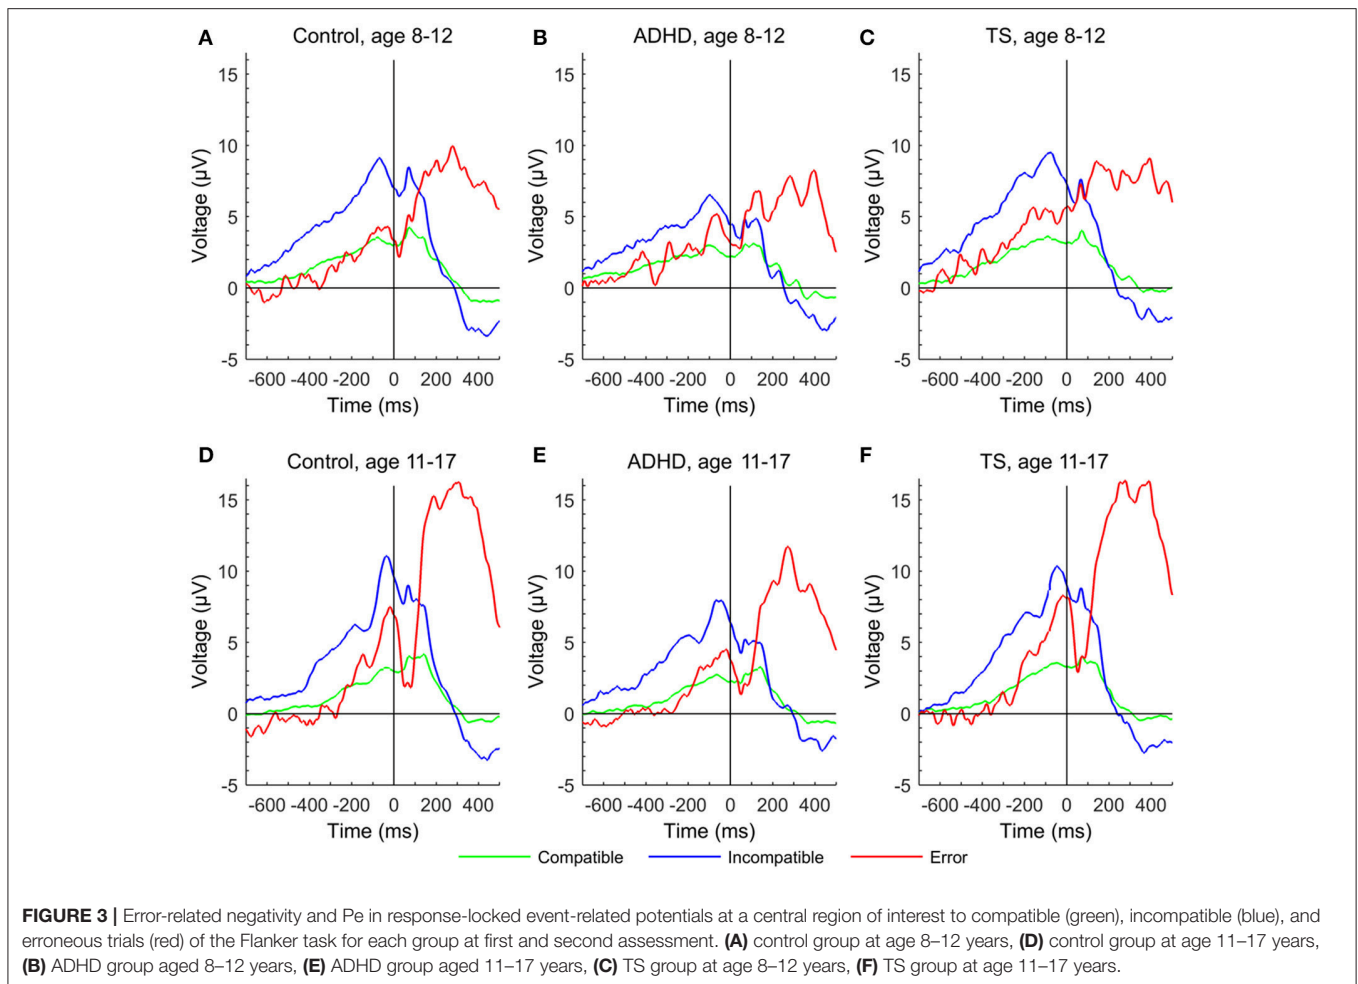 A Control, age 8-12
B ADHD, age 8-12
C TS, age 8-12
15
10
5
0
-5
Voltage (µV)
-600 -400 -200 0 200 400
Time (ms)
15
10
5
0
-5
Voltage (µV)
-600 -400 -200 0 200 400
Time (ms)
15
10
5
0
-5
Voltage (µV)
-600 -400 -200 0 200 400
Time (ms)
D Control, age 11-17
E ADHD, age 11-17
F TS, age 11-17
15
10
5
0
-5
Voltage (µV)
-600 -400 -200 0 200 400
Time (ms)
15
10
5
0
-5
Voltage (µV)
-600 -400 -200 0 200 400
Time (ms)
15
10
5
0
-5
Voltage (µV)
-600 -400 -200 0 200 400
Time (ms)
Compatible Incompatible Error
FIGURE 3 | Error-related negativity and Pe in response-locked event-related potentials at a central region of interest to compatible (green), incompatible (blue), and
erroneous trials (red) of the Flanker task for each group at first and second assessment. (A) control group at age 8–12 years, (D) control group at age 11–17 years,
(B) ADHD group aged 8–12 years, (E) ADHD group aged 11–17 years, (C) TS group at age 8–12 years, (F) TS group at age 11–17 years.